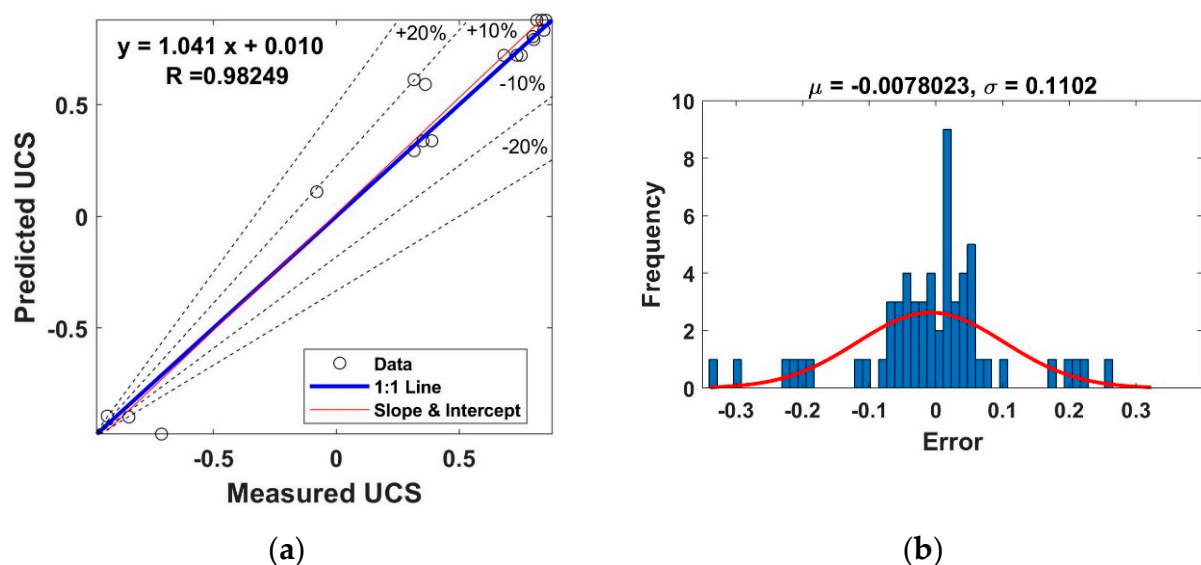 y = 1.041 x + 0.010
R =0.98249
+20%
+10%
-10%
-20%
0.5
0
-0.5
Predicted UCS
Data
1:1 Line
Slope & Intercept
-0.5
0
0.5
Measured UCS
(a)
μ = -0.0078023, σ = 0.1102
10
8
6
4
2
0
Frequency
-0.3
-0.2
-0.1
0
0.1
0.2
0.3
Error
(b)